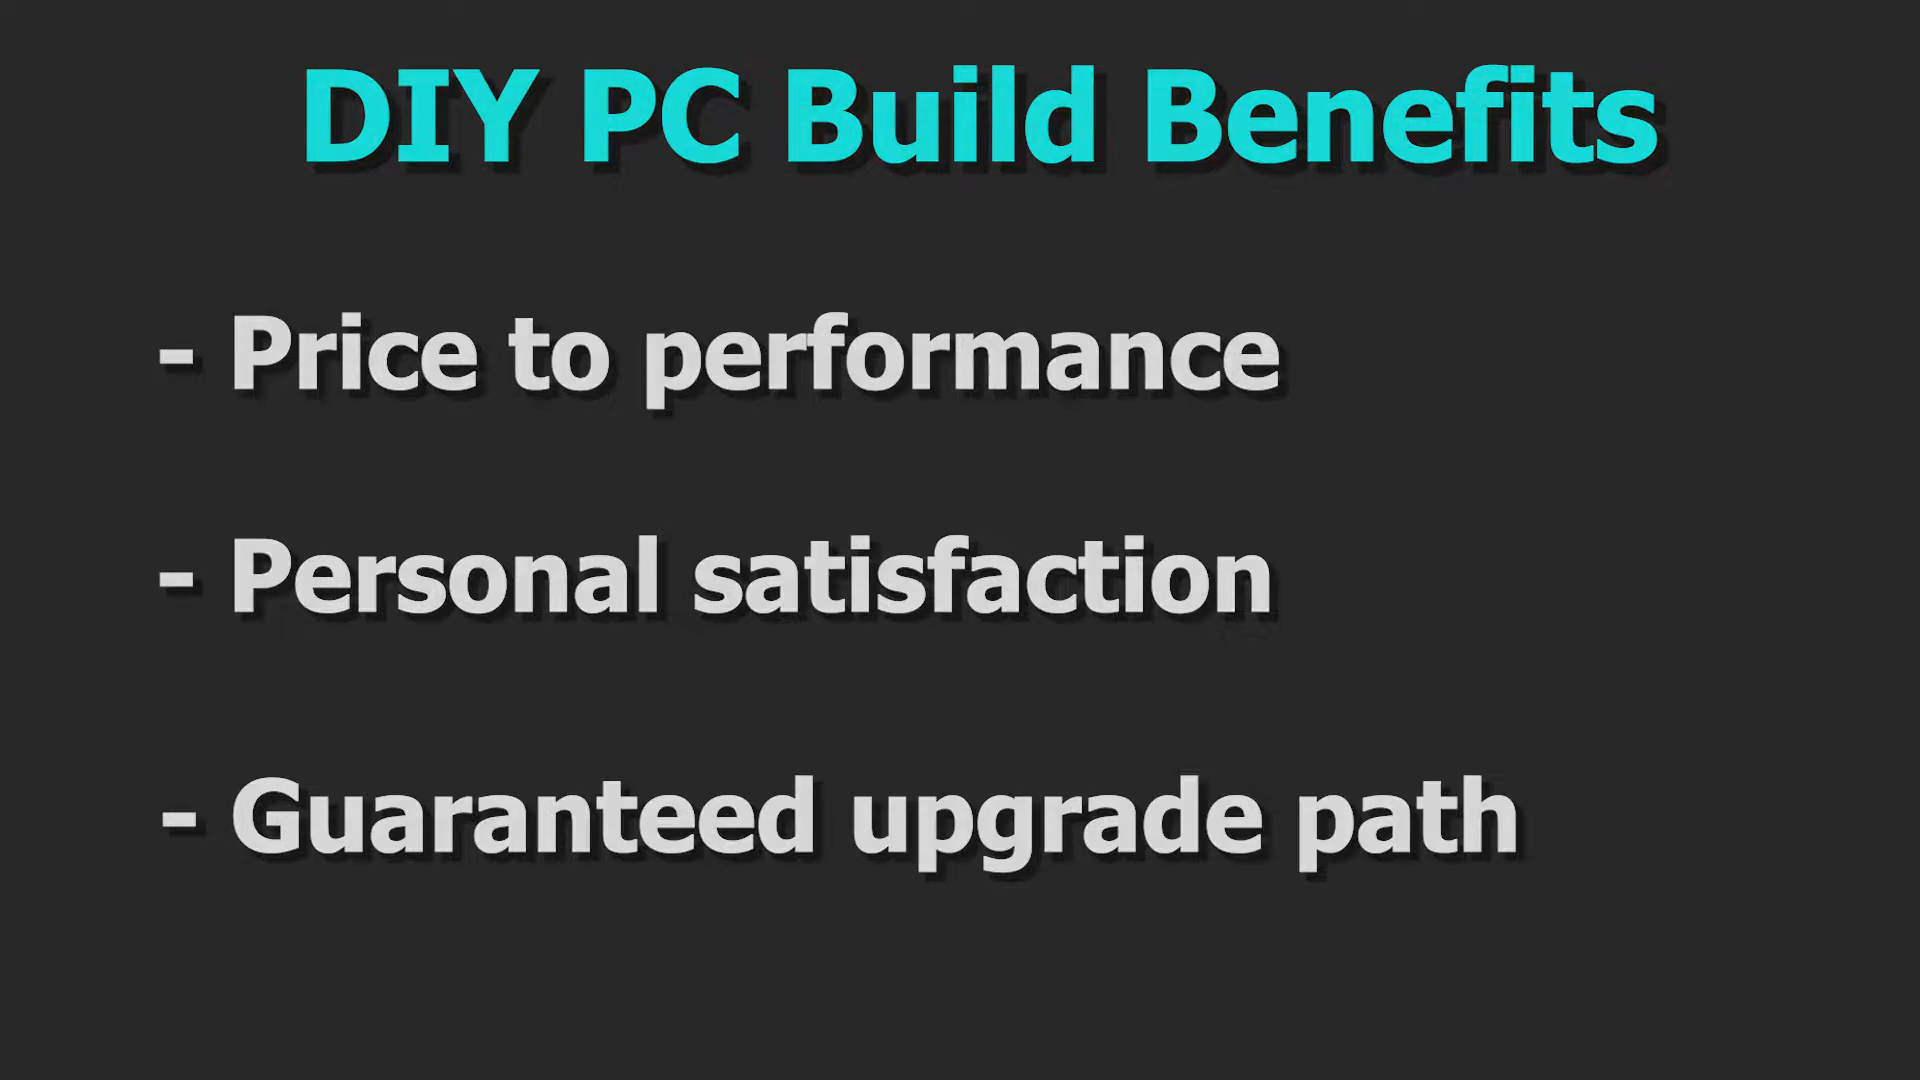 DIY PC Build Benefits
- Price to performance
- Personal satisfaction
- Guaranteed upgrade path